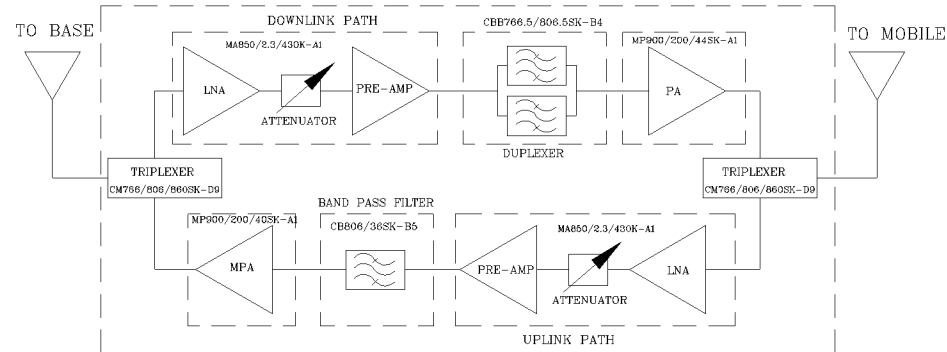 DOWNLINK PATH
CBB766.5/806.5SK-B4
TO BASE
TO MOBILE
MA850/2.3/430K-A1
MP900/200/44SK-A1
LNA
ATTENUATOR
PRE-AMP
DUPLEXER
PA
TRIPLEXER
CM766/806/860SK-D9
TRIPLEXER
CM766/806/860SK-D9
BAND PASS FILTER
MP900/200/40SK-A1
CB806/36SK-B5
MA850/2.3/430K-A1
MPA
PRE-AMP
ATTENUATOR
LNA
UPLINK PATH